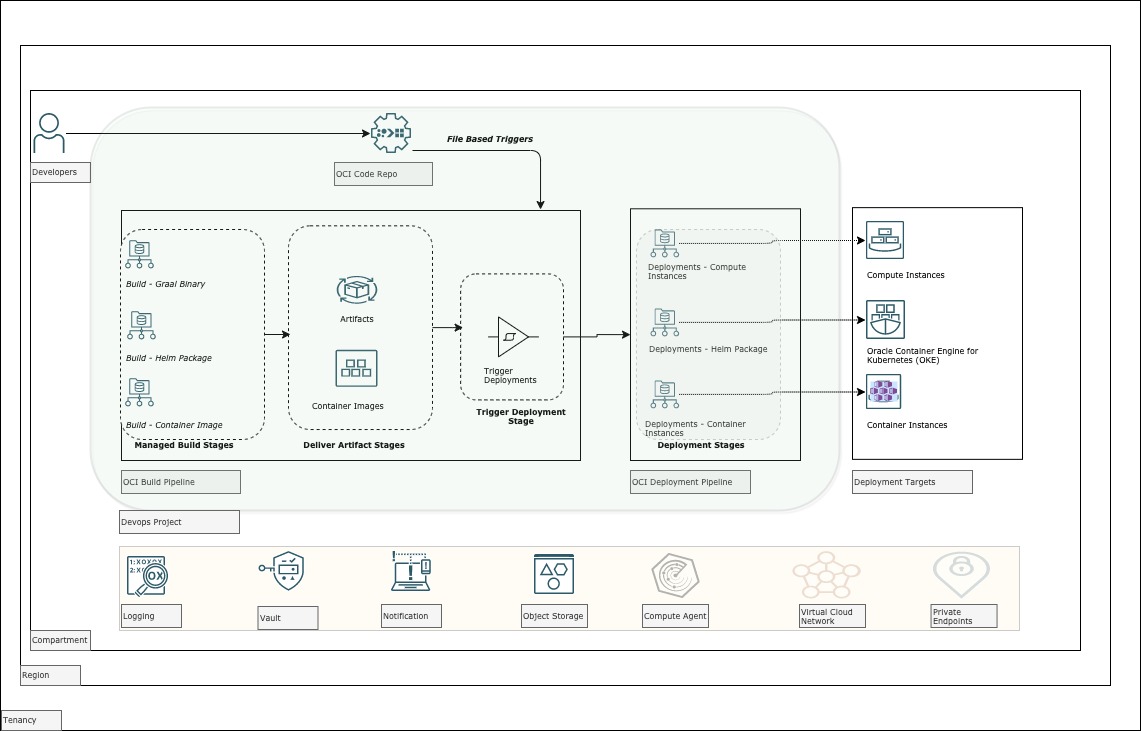 File Based Triggers
Developers
OCI Code Repo
Build - Graal Binary
Build - Helm Package
Build - Container Image
Managed Build Stages
Artifacts
Container Images
Deliver Artifact Stages
Trigger
Deployments
Trigger Deployment
Stage
Deployments - Compute
Instances
Deployments - Helm Package
Deployments - Container
Instances
Deployment Stages
Compute Instances
Oracle Container Engine for
Kubernetes (OKE)
Container Instances
OCI Build Pipeline
OCI Deployment Pipeline
Deployment Targets
Devops Project
1:XOXOX
2:X
OX
Logging
Vault
Notification
Object Storage
Compute Agent
Virtual Cloud
Network
Private
Endpoints
Compartment
Region
Tenancy